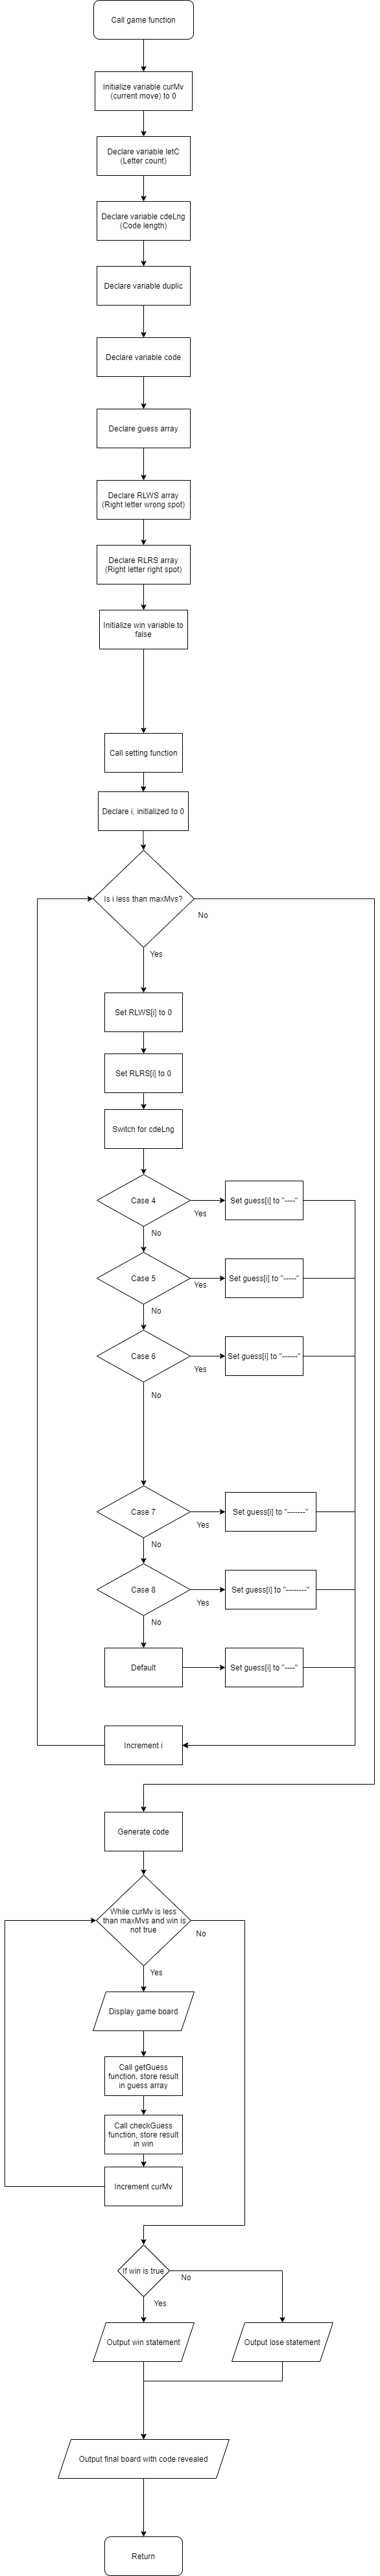 Call game function
Initialize variable curMv
(current move) to 0
Declare variable letC
(Letter count)
Declare variable cdeLng
(Code length)
Declare variable duplic
Declare variable code
Declare guess array
Declare RLWS array
(Right letter wrong spot)
Declare RLRS array
(Right letter right spot)
Initialize win variable to
false
Call setting function
Declare i, initialized to 0
Is i less than maxMvs?
No
Yes
Set RLWS[i] to 0
Set RLRS[i] to 0
Switch for cdeLng
Case 4
Set guess[i] to "----"
Yes
No
Case 5
Set guess[i] to "-----"
Yes
No
Case 6
Set guess[i] to "------"
Yes
No
Case 7
Set guess[i] to "-------"
Yes
No
Case 8
Set guess[i] to "--------"
Yes
No
Default
Set guess[i] to "----"
Increment i
Generate code
While curMv is less
than maxMvs and win is
not true
No
Yes
Display game board
Call getGuess
function, store result
in guess array
Call checkGuess
function, store result
in win
Increment curMv
If win is true
No
Yes
Output win statement
Output lose statement
Output final board with code revealed
Return